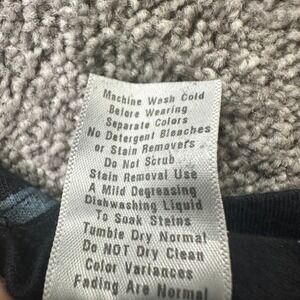 Machine Wash Cold
Before Wearing
Separate Colors
No Detergent Bleaches
or Stain Removers
Do Not Scrub
Stain Removal Use
A Mild Degreasing
Dishwashing Liquid
To Soak Stains
Tumble Dry Normal
Do NOT Dry Clean
Color Variances
Fading Are Normal